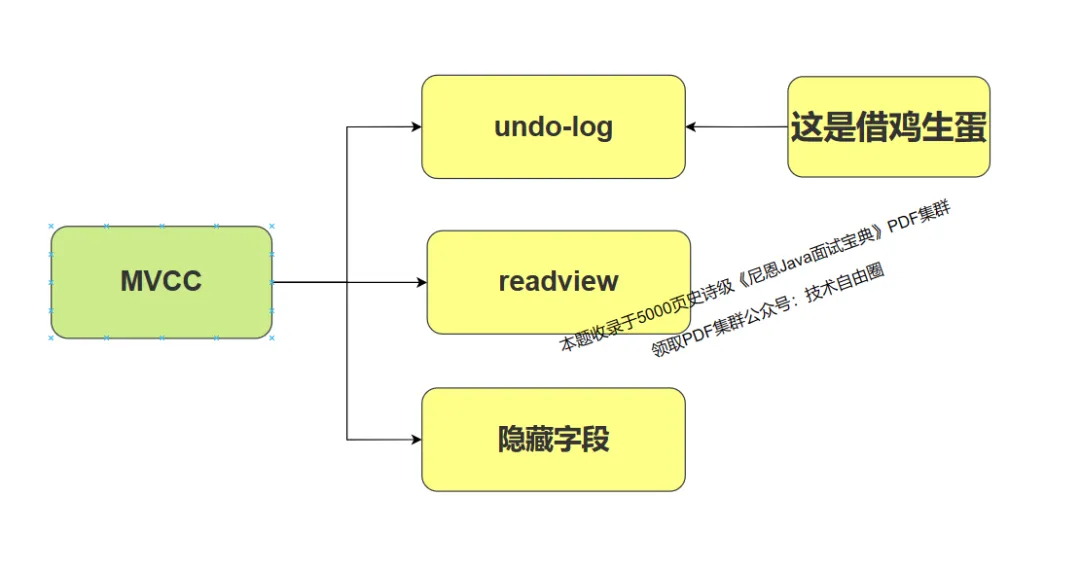 undo-log
这是借鸡生蛋
MVCC
readview
本题收录于5000页史诗级《尼恩Java面试宝典》PDF集群
领取PDF集群公众号：技术自由圈
隐藏字段